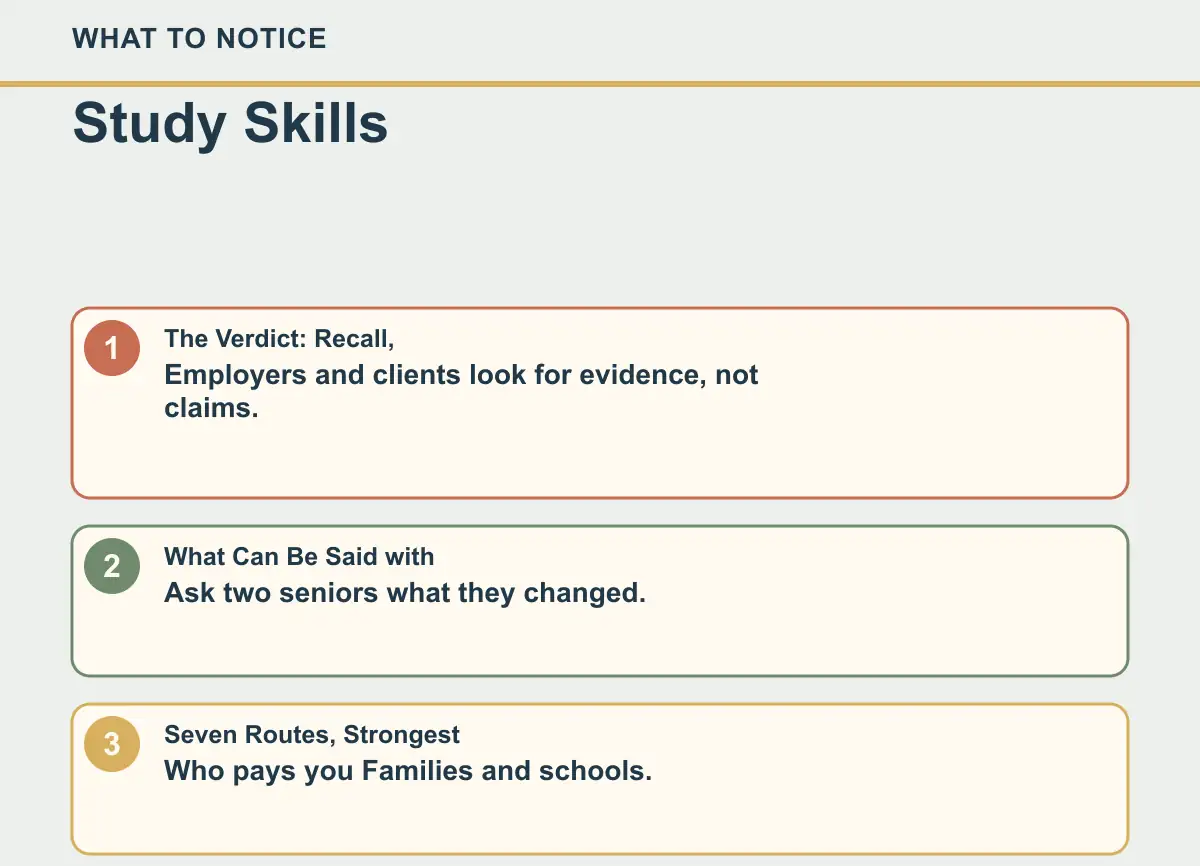 WHAT TO NOTICE
Study Skills
1
The Verdict: Recall,
Employers and clients look for evidence, not
claims.
2
What Can Be Said with
Ask two seniors what they changed.
3
Seven Routes, Strongest
Who pays you Families and schools.